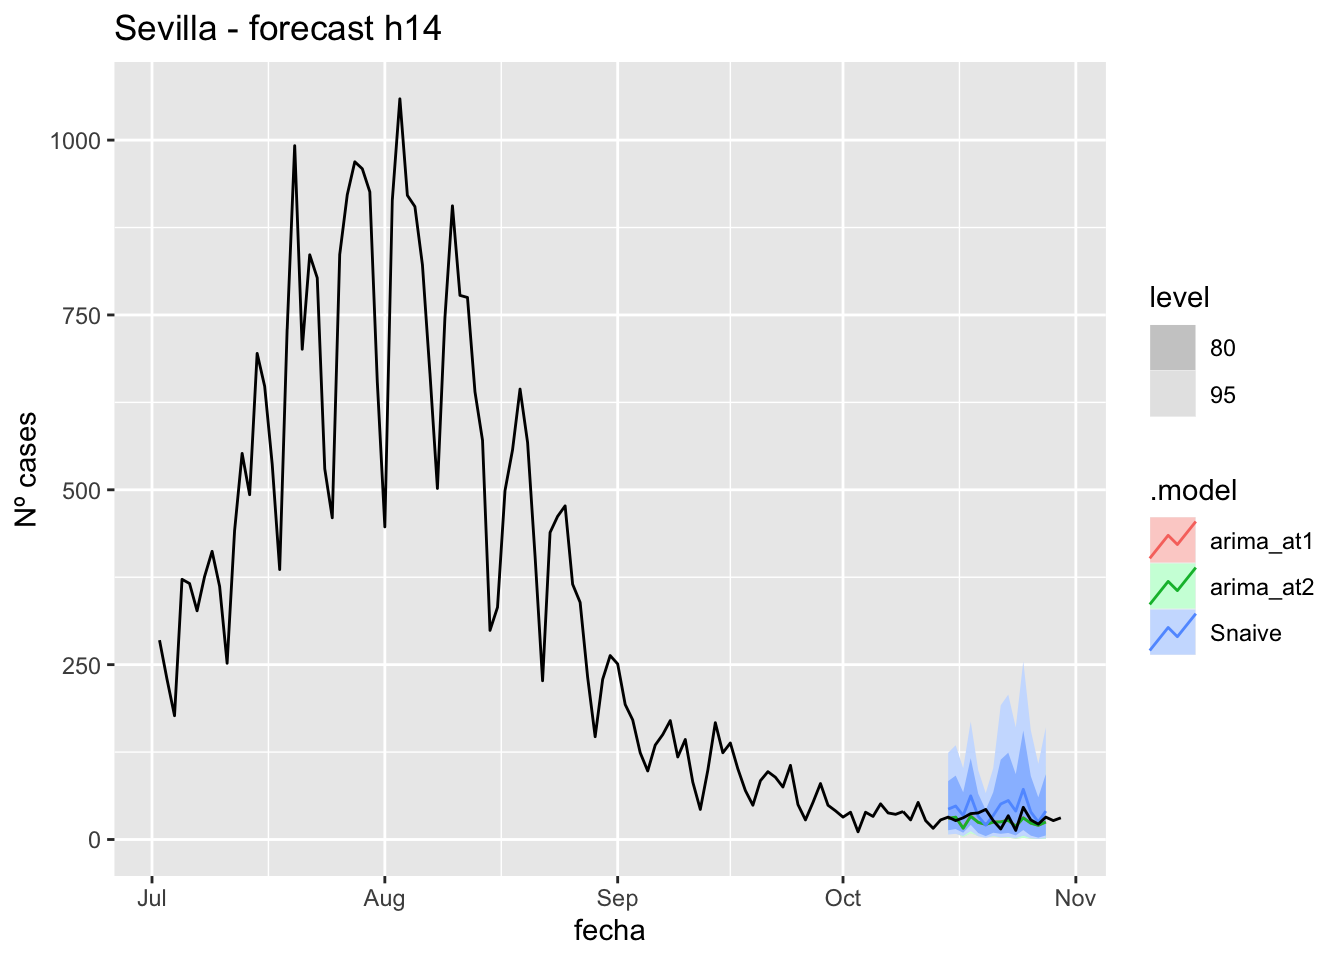 Sevilla - forecast h14
1000
750
500
250
0
Nº cases
Jul
Aug
Sep
Oct
Nov
fecha
level
80
95
.model
arima_at1
arima_at2
Snaive